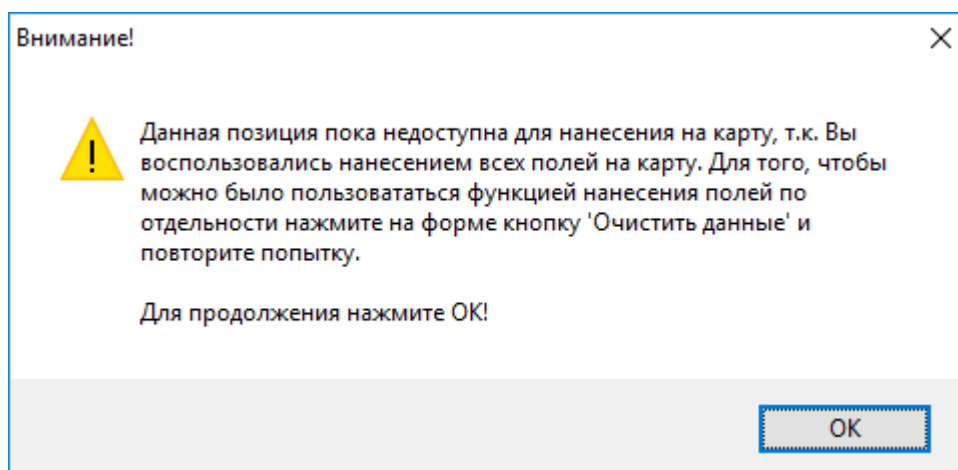 Внимание!
Данная позиция пока недоступна для нанесения на карту, т.к. Вы
воспользовались нанесением всех полей на карту. Для того, чтобы
можно было пользовататься функцией нанесения полей по
отдельности нажмите на форме кнопку 'Очистить данные' и
повторите попытку.
Для продолжения нажмите ОК!
ОК